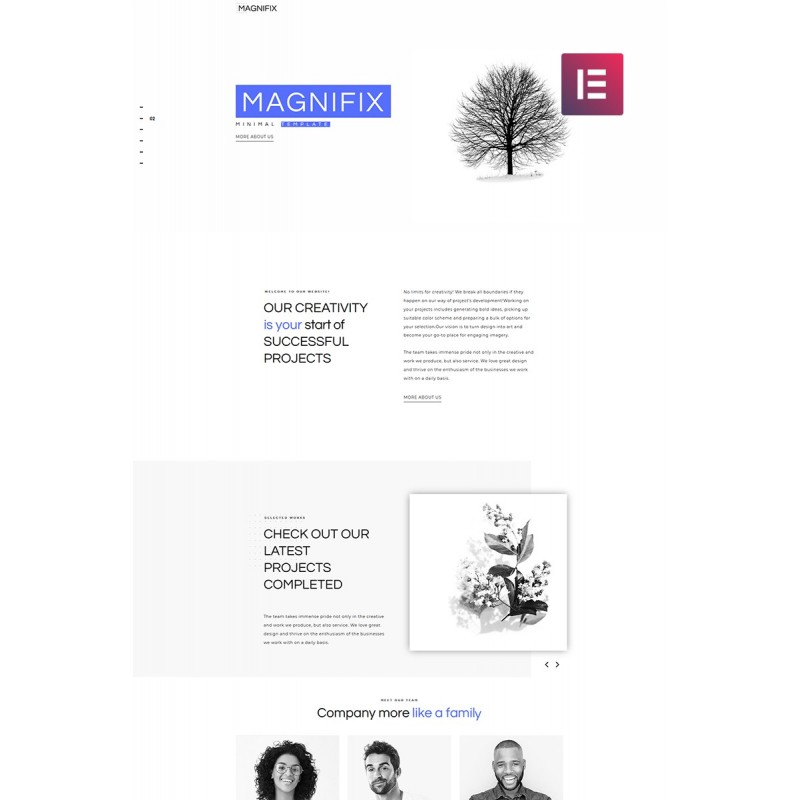 MAGNIFIX
MAGNIFIX
MINIMAL TEMPLATE
MORE ABOUT US
02
WELCOME TO OUR WEBSITE!
OUR CREATIVITY
is your start of
SUCCESSFUL
PROJECTS
No limits for creativity! We break all boundaries if they
happen on our way of project's development!Working on
your projects includes generating bold ideas, picking up
suitable color scheme and preparing a bulk of options for
your selection.Our vision is to turn design into art and
become your go-to place for engaging imagery.
The team takes immense pride not only in the creative and
work we produce, but also service. We love great design
and thrive on the enthusiasm of the businesses we work
with on a daily basis.
MORE ABOUT US
SELECTED WORKS
CHECK OUT OUR
LATEST
PROJECTS
COMPLETED
The team takes immense pride not only in the creative
and work we produce, but also service. We love great
design and thrive on the enthusiasm of the businesses
we work with on a daily basis.
MEET OUR TEAM
Company more like a family